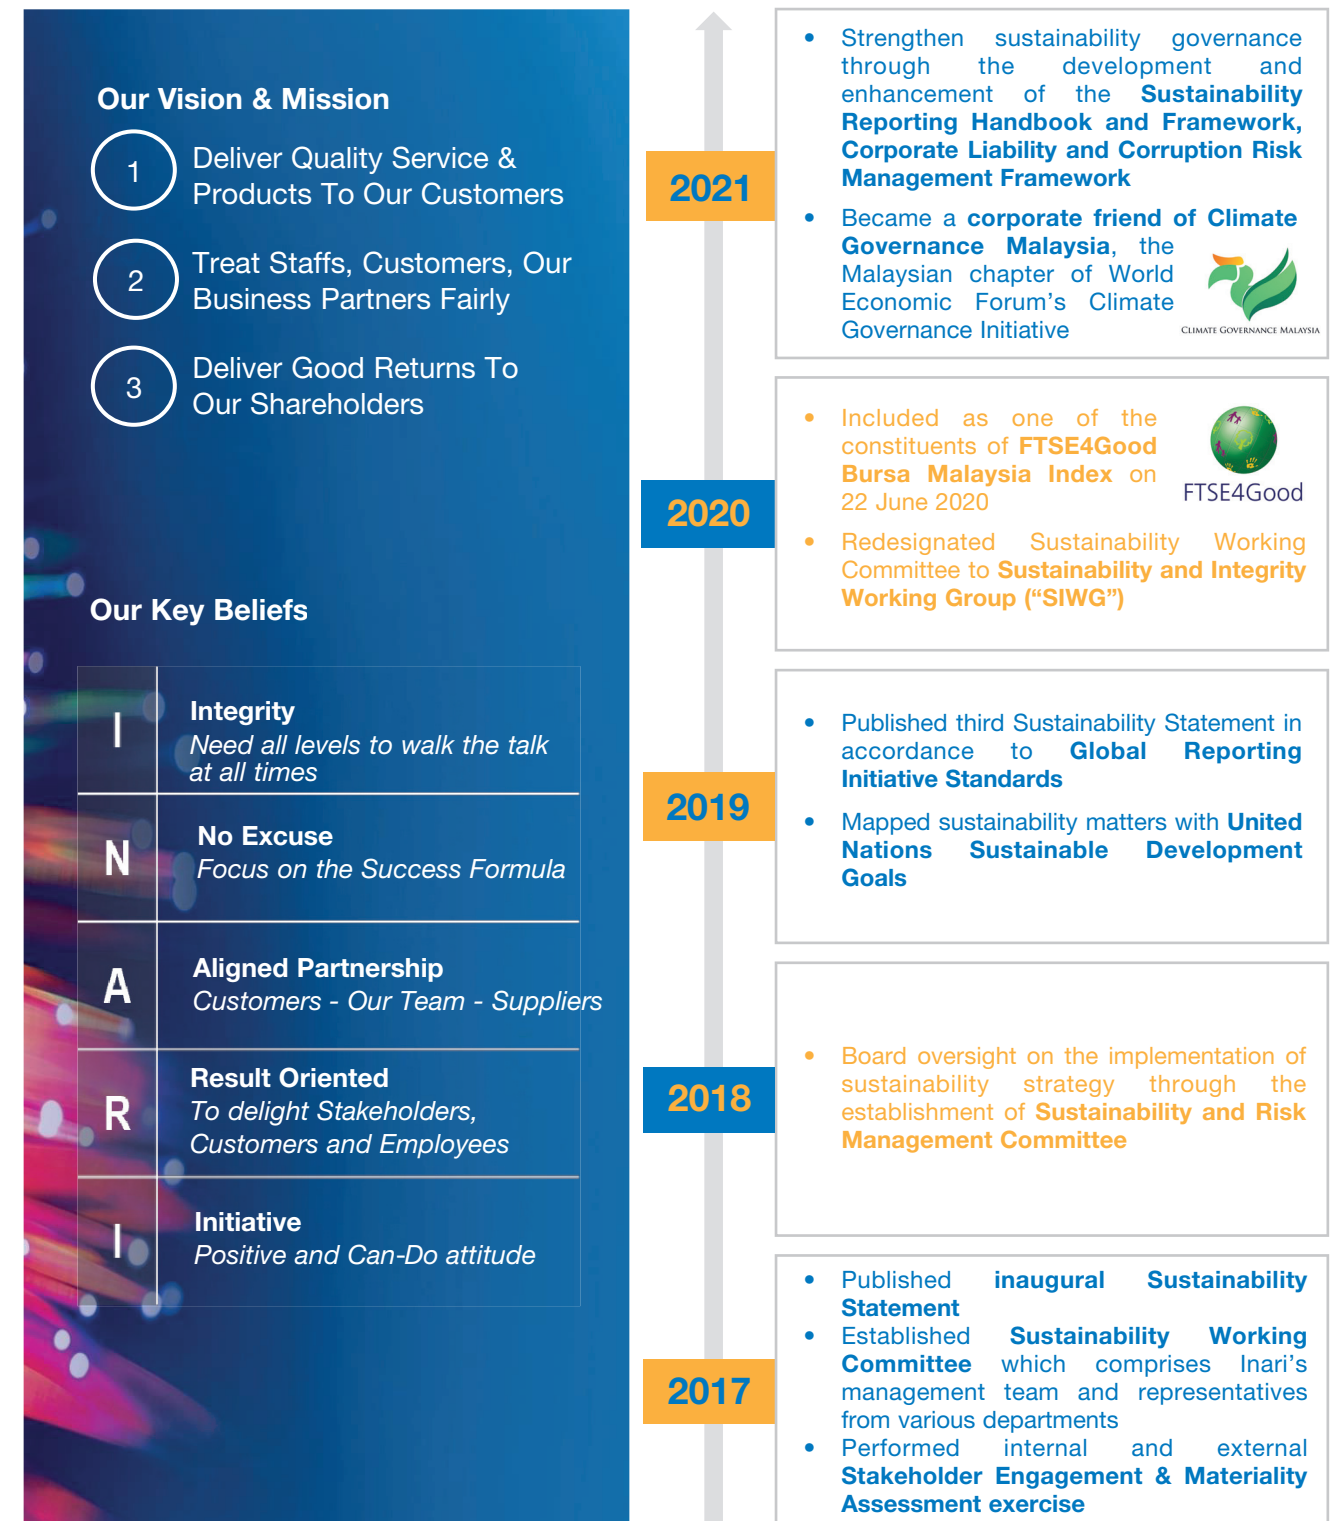 Our Vision & Mission
1
Deliver Quality Service &
Products To Our Customers
2
Treat Staffs, Customers, Our
Business Partners Fairly
3
Deliver Good Returns To
Our Shareholders
Our Key Beliefs
I
Integrity
Need all levels to walk the talk
at all times
N
No Excuse
Focus on the Success Formula
A
Aligned Partnership
Customers - Our Team - Suppliers
R
Result Oriented
To delight Stakeholders,
Customers and Employees
I
Initiative
Positive and Can-Do attitude
2021
• Strengthen sustainability governance
through the development and
enhancement of the Sustainability
Reporting Handbook and Framework,
Corporate Liability and Corruption Risk
Management Framework
• Became a corporate friend of Climate
Governance Malaysia, the
Malaysian chapter of World
Economic Forum's Climate
Governance Initiative
CLIMATE GOVERNANCE MALAYSIA
2020
• Included as one of the
constituents of FTSE4Good
Bursa Malaysia Index on
22 June 2020
FTSE4Good
• Redesignated Sustainability Working
Committee to Sustainability and Integrity
Working Group (“SIWG”)
2019
• Published third Sustainability Statement in
accordance to Global Reporting
Initiative Standards
• Mapped sustainability matters with United
Nations Sustainable Development
Goals
2018
• Board oversight on the implementation of
sustainability strategy through the
establishment of Sustainability and Risk
Management Committee
2017
• Published inaugural Sustainability
Statement
• Established Sustainability Working
Committee which comprises Inari’s
management team and representatives
from various departments
• Performed internal and external
Stakeholder Engagement & Materiality
Assessment exercise